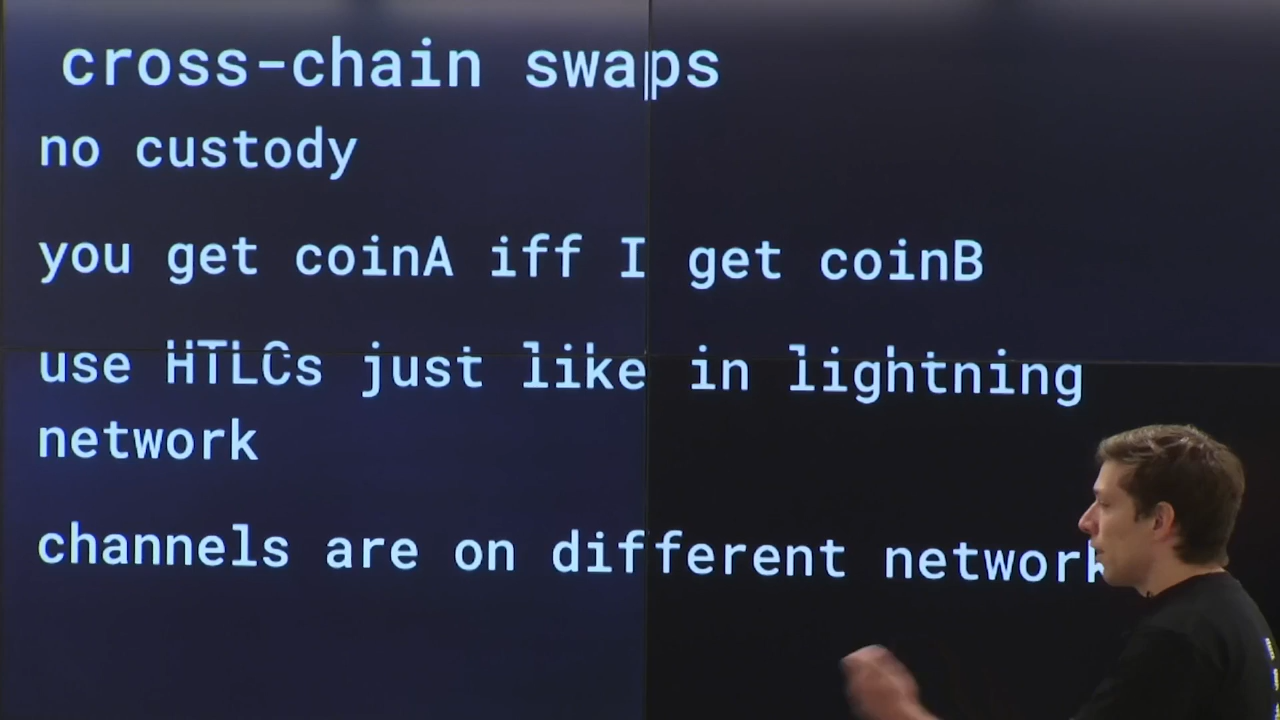 cross-chain swaps
no custody
you get coinA iff I get coinB
use HTLCs just like in lightning
network
channels are on different network